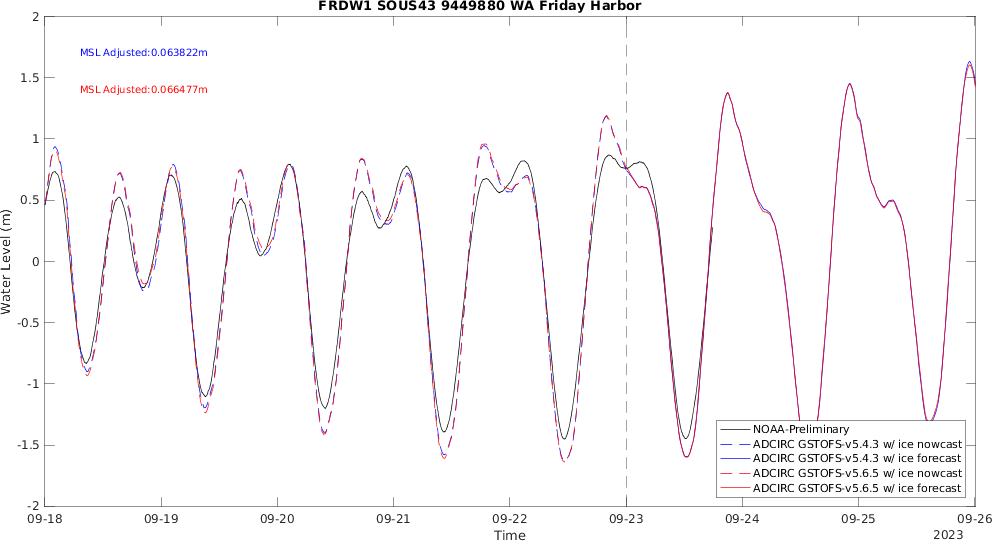 FRDW1 SOUS43 9449880 WA Friday Harbor
2
MSL Adjusted:0.063822m
1.5
MSL Adjusted:0.066477m
1
0.5
0
Water Level (m)
-0.5
-1
-1.5
-2
NOAA-Preliminary
ADCIRC GSTOFS-v5.4.3 w/ ice nowcast
ADCIRC GSTOFS-v5.4.3 w/ ice forecast
ADCIRC GSTOFS-v5.6.5 w/ ice nowcast
ADCIRC GSTOFS-v5.6.5 w/ ice forecast
09-18 09-19 09-20 09-21 09-22 09-23 09-24 09-25 09-26
Time
2023